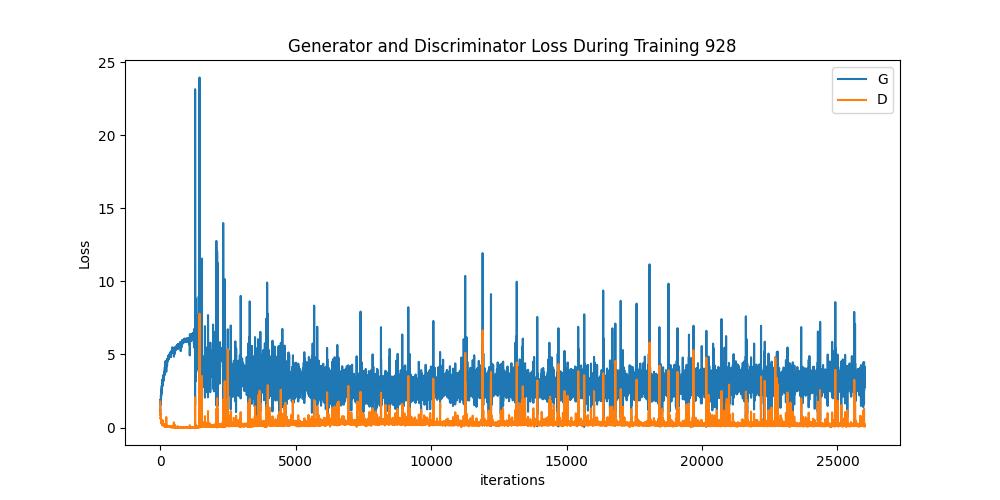 Generator and Discriminator Loss During Training 928
25
20
15
10
5
0
Loss
G
D
0 5000 10000 15000 20000 25000
iterations